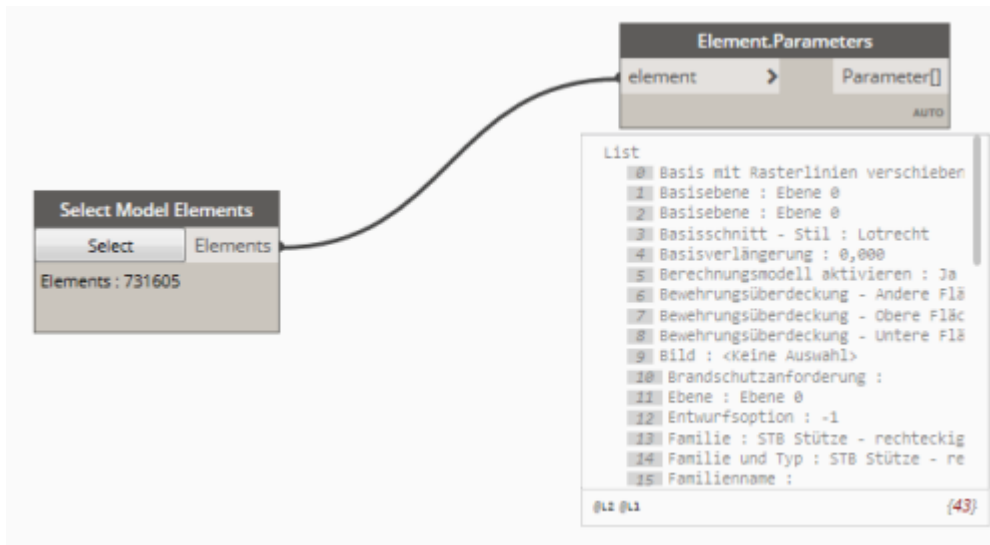 Element.Parameters
element > Parameter[]
AUTO
List
0 Basis mit Rasterlinien verschieben
1 Basisebene : Ebene 0
2 Basisebene : Ebene 0
3 Basisschnitt - Stil : Lotrecht
4 Basisverlängerung : 0,000
5 Berechnungsmodell aktivieren : Ja
6 Bewehrungsüberdeckung - Andere Flä
7 Bewehrungsüberdeckung - Obere Fläc
8 Bewehrungsüberdeckung - Untere Flä
9 Bild : <Keine Auswahl>
10 Brandschutzanforderung :
11 Ebene : Ebene 0
12 Entwurfsoption : -1
13 Familie : STB Stütze - rechteckig
14 Familie und Typ : STB Stütze - re
15 Familienname :
@L2 @L1 {43}
Select Model Elements
Select Elements
Elements : 731605